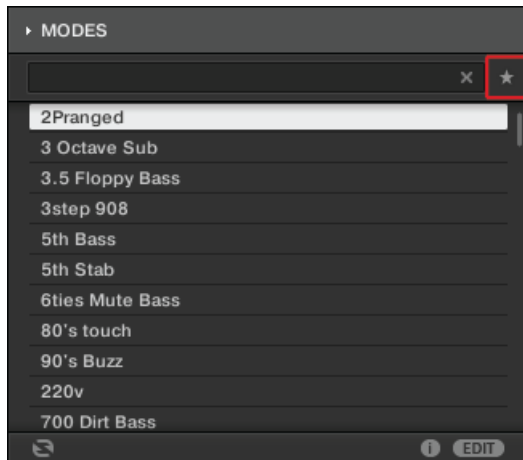 MODES
2Pranged
3 Octave Sub
3.5 Floppy Bass
3step 908
5th Bass
5th Stab
6ties Mute Bass
80's touch
90's Buzz
220v
700 Dirt Bass
EDIT